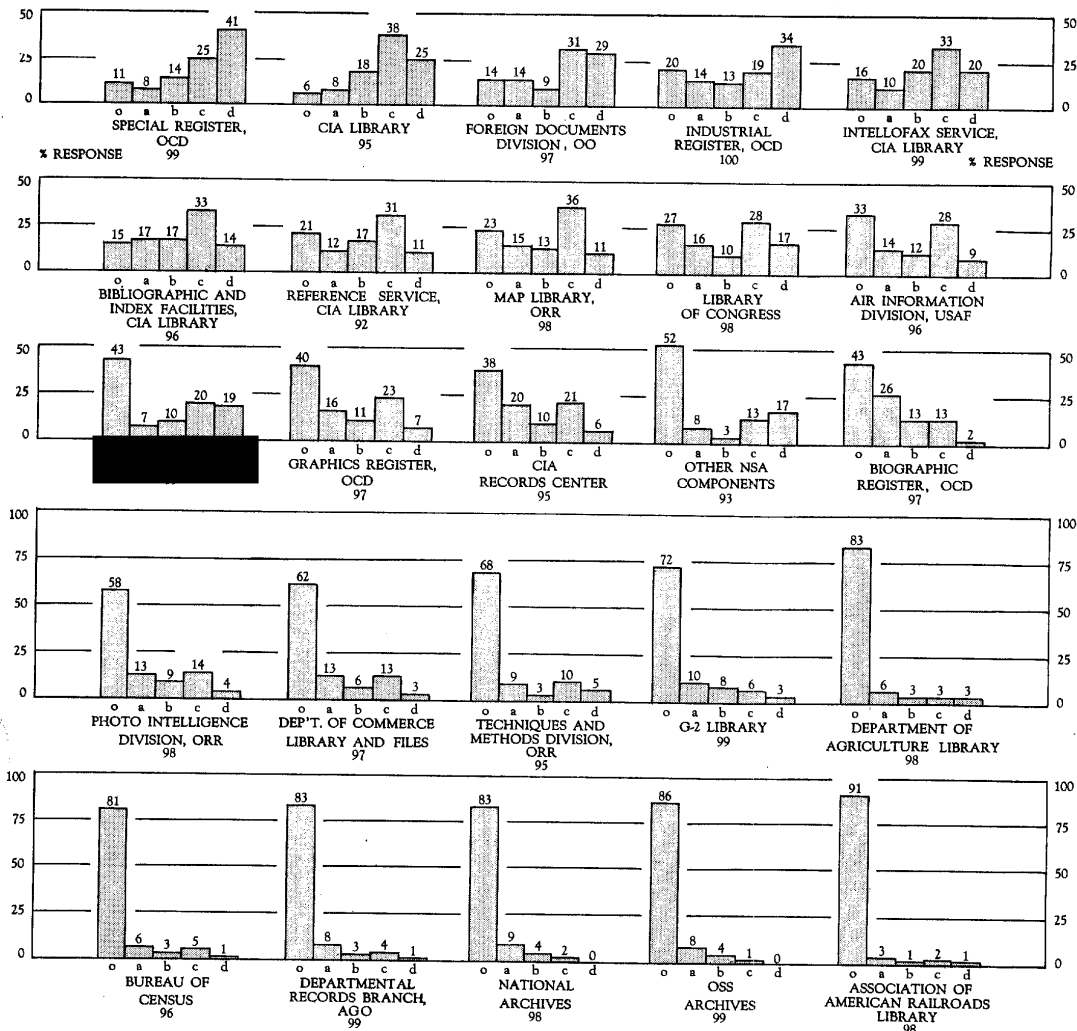 50 50
41
38
25 25
34
31 29
33
25 25
11 8 14
6 8 18
14 14 9
20 14 13 19
16 10 20 20
0 0
o a b c d o a b c d o a b c d o a b c d o a b c d
SPECIAL REGISTER, OCD 99
CIA LIBRARY 95
FOREIGN DOCUMENTS DIVISION, OO 97
INDUSTRIAL REGISTER, OCD 100
INTELLOFAX SERVICE, CIA LIBRARY 99
% RESPONSE % RESPONSE
50 50
25 25
0 0
15 17 17 33 14
21 12 17 31 11
23 15 13 36 11
27 16 10 28 17
33 14 12 28 9
o a b c d o a b c d o a b c d o a b c d o a b c d
BIBLIOGRAPHIC AND INDEX FACILITIES, CIA LIBRARY 96
REFERENCE SERVICE, CIA LIBRARY 92
MAP LIBRARY, ORR 98
LIBRARY OF CONGRESS 98
AIR INFORMATION DIVISION, USAF 96
50 50
25 25
0 0
43 7 10 20 19
40 16 11 23 7
38 20 10 21 6
52 8 3 13 17
43 26 13 13 2
o a b c d o a b c d o a b c d o a b c d
GRAPHICS REGISTER, OCD 97
CIA RECORDS CENTER 95
OTHER NSA COMPONENTS 93
BIOGRAPHIC REGISTER, OCD 97
100 100
75 75
50 50
25 25
0 0
58 13 9 14 4
62 13 6 13 3
68 9 3 10 5
72 10 8 6 3
83 6 3 3 3
o a b c d o a b c d o a b c d o a b c d o a b c d
PHOTO INTELLIGENCE DIVISION, ORR 98
DEP'T. OF COMMERCE LIBRARY AND FILES 97
TECHNIQUES AND METHODS DIVISION, ORR 95
G-2 LIBRARY 99
DEPARTMENT OF AGRICULTURE LIBRARY 98
100 100
75 75
50 50
25 25
0 0
81 6 3 5 1
83 8 3 4 1
83 9 4 2 0
86 8 4 1 0
91 3 1 2 1
o a b c d o a b c d o a b c d o a b c d o a b c d
BUREAU OF CENSUS 96
DEPARTMENTAL RECORDS BRANCH, AGO 99
NATIONAL ARCHIVES 98
OSS ARCHIVES 99
ASSOCIATION OF AMERICAN RAILROADS LIBRARY 98